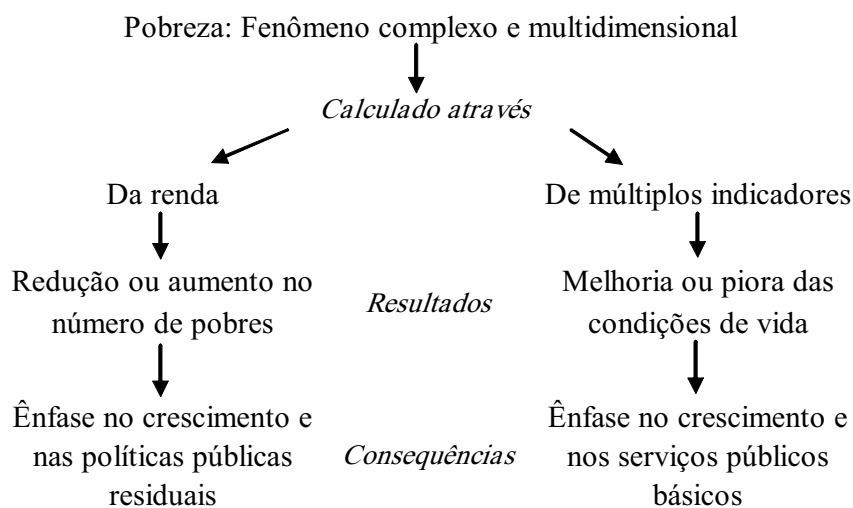 Pobreza: Fenômeno complexo e multidimensional
Calculado através
Da renda
De múltiplos indicadores
Redução ou aumento no
número de pobres
Resultados
Melhoria ou piora das
condições de vida
Ênfase no crescimento e
nas políticas públicas
residuais
Consequências
Ênfase no crescimento e
nos serviços públicos
básicos